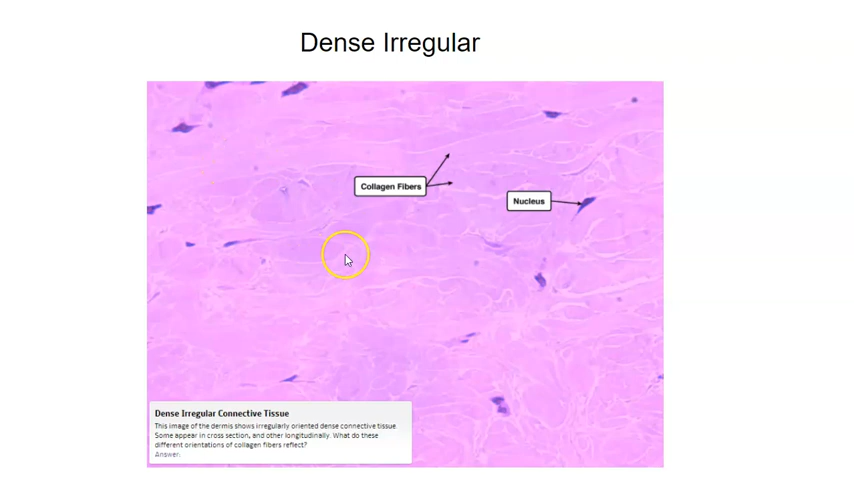 Dense Irregular
Collagen Fibers
Nucleus
Dense Irregular Connective Tissue
This image of the dermis shows irregularly oriented dense connective tissue.
Some appear in cross section, and other longitudinally. What do these
different orientations of collagen fibers reflect?
Answer: